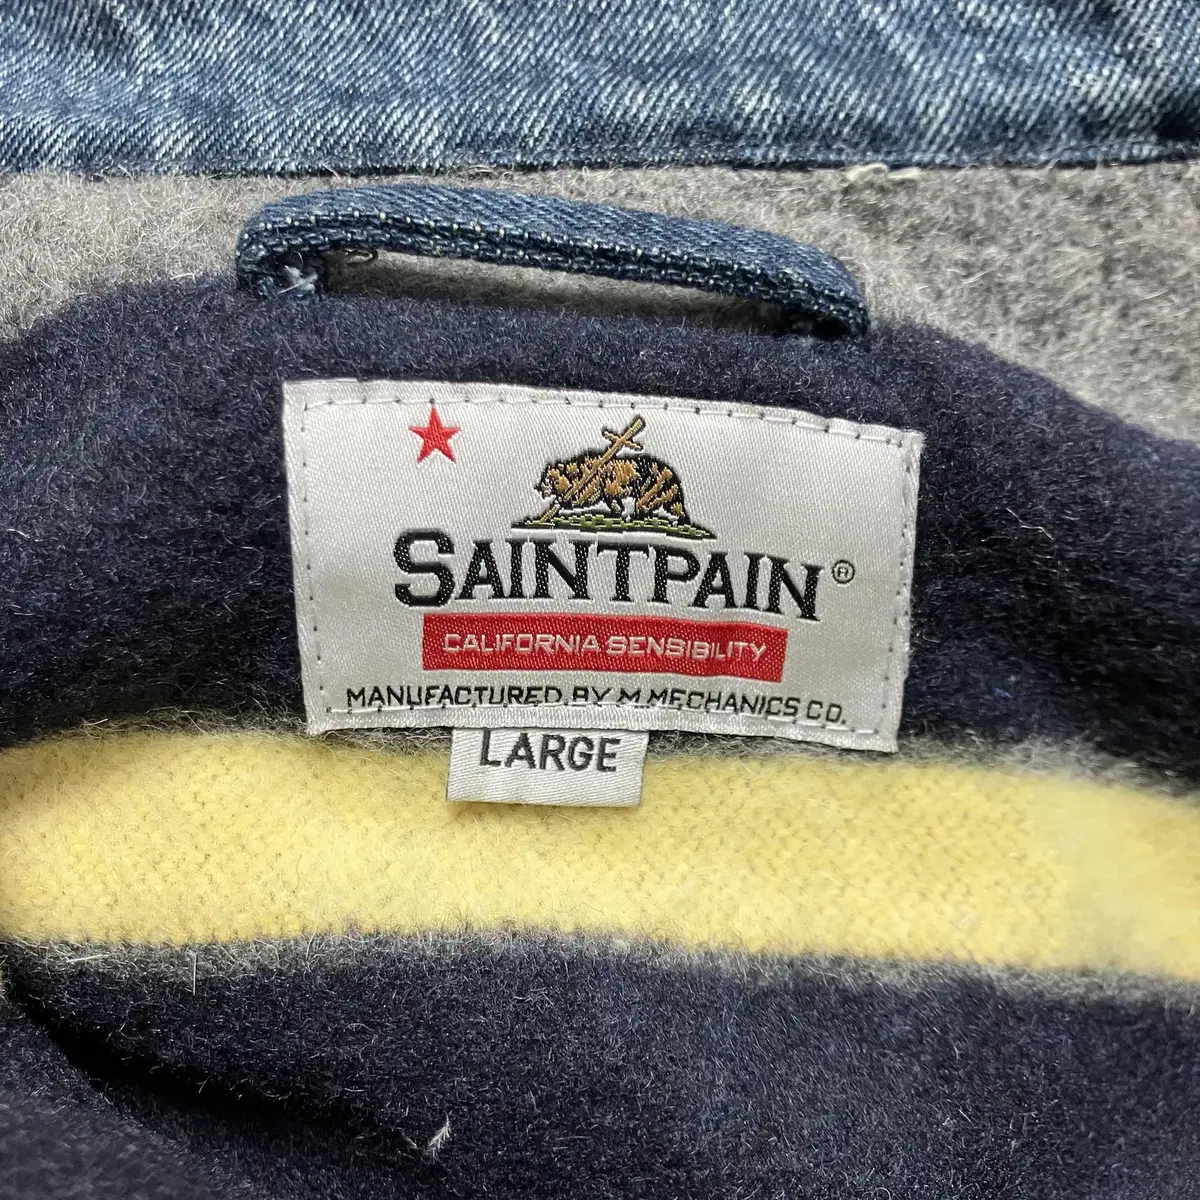 SAINTPAIN®
CALIFORNIA SENSIBILITY
MANUFACTURED BY M.MECHANICS CO.
LARGE